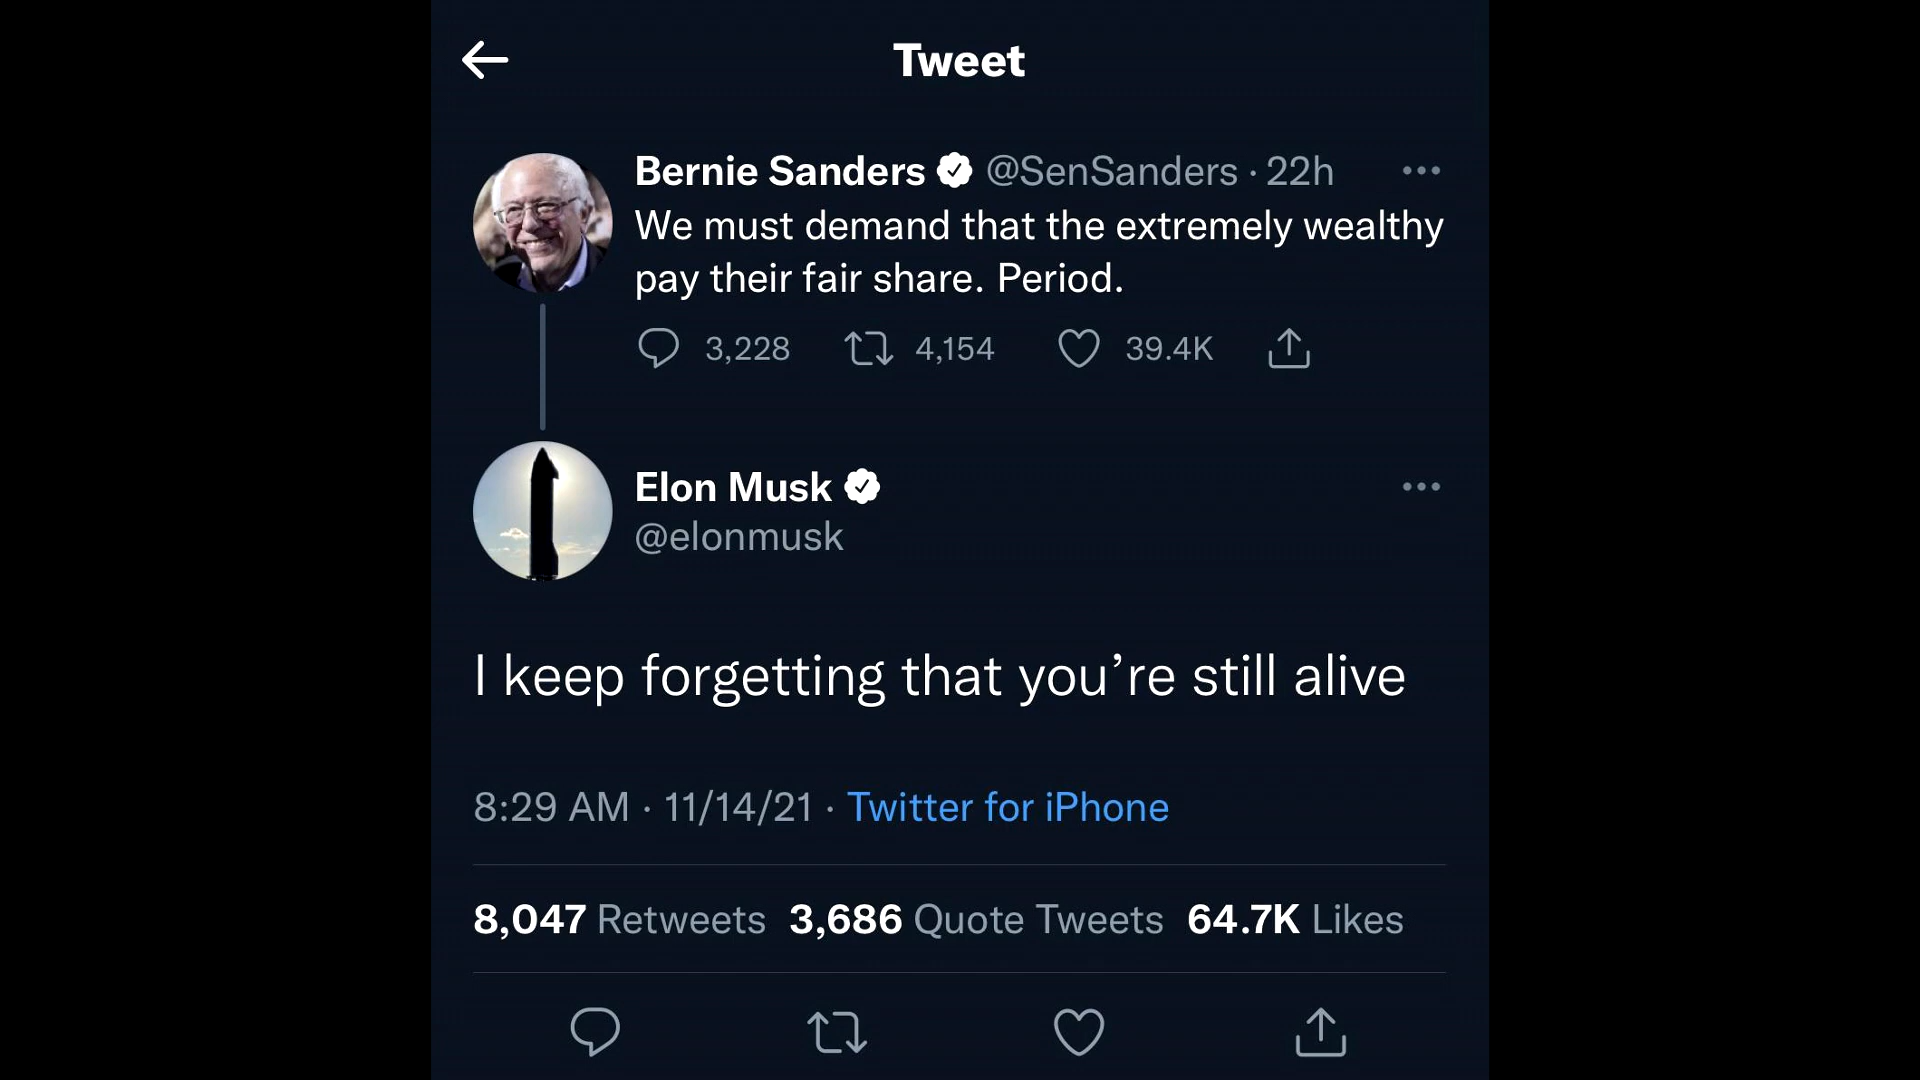 Tweet
Bernie Sanders @SenSanders · 22h
We must demand that the extremely wealthy
pay their fair share. Period.
3,228 4,154 39.4K
Elon Musk
@elonmusk
I keep forgetting that you’re still alive
8:29 AM · 11/14/21 · Twitter for iPhone
8,047 Retweets 3,686 Quote Tweets 64.7K Likes